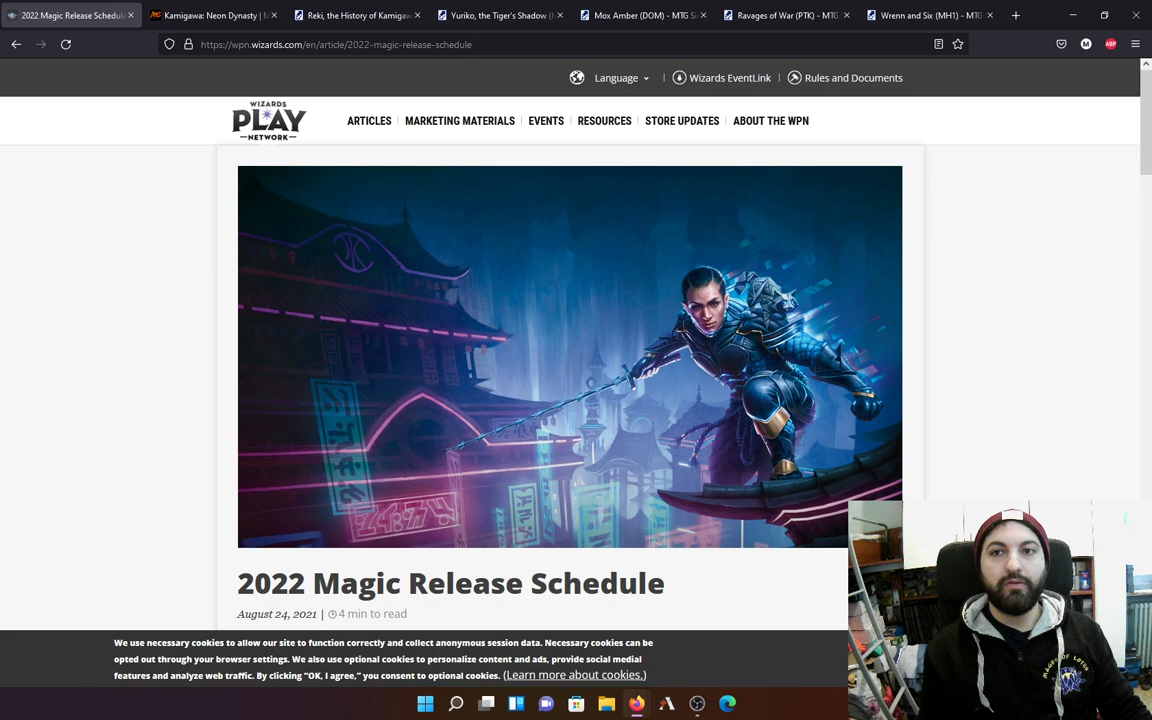 2022 Magic Release Schedule
Kamigawa: Neon Dynasty | M
Reki, the History of Kamigaw
Yuriko, the Tiger's Shadow (
Mox Amber (DOM) - MTG Si
Ravages of War (PTK) - MTG
Wrenn and Six (MH1) - MTG
https://wpn.wizards.com/en/article/2022-magic-release-schedule
M
ABP
Language
Wizards EventLink
Rules and Documents
WIZARDS
PLAY
NETWORK
ARTICLES
MARKETING MATERIALS
EVENTS
RESOURCES
STORE UPDATES
ABOUT THE WPN
2022 Magic Release Schedule
August 24, 2021 | 4 min to read
We use necessary cookies to allow our site to function correctly and collect anonymous session data. Necessary cookies can be
opted out through your browser settings. We also use optional cookies to personalize content and ads, provide social media
features and analyze web traffic. By clicking “OK, I agree,” you consent to optional cookies. (Learn more about cookies.)
MAGES OF LOTUS